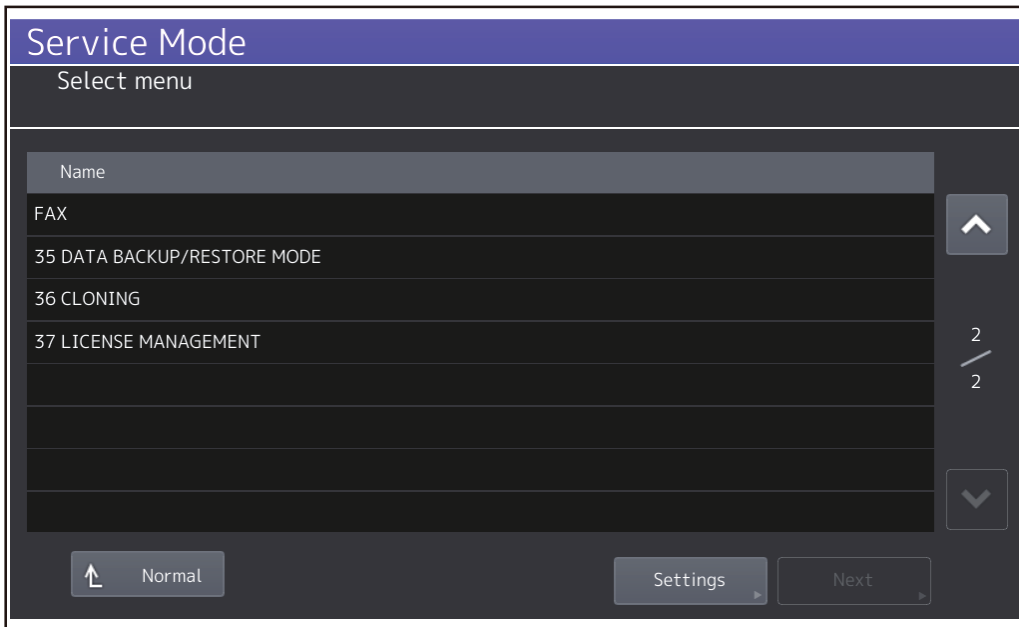 Service Mode
Select menu
Name
FAX
35 DATA BACKUP/RESTORE MODE
36 CLONING
37 LICENSE MANAGEMENT
2
2
Normal
Settings
Next